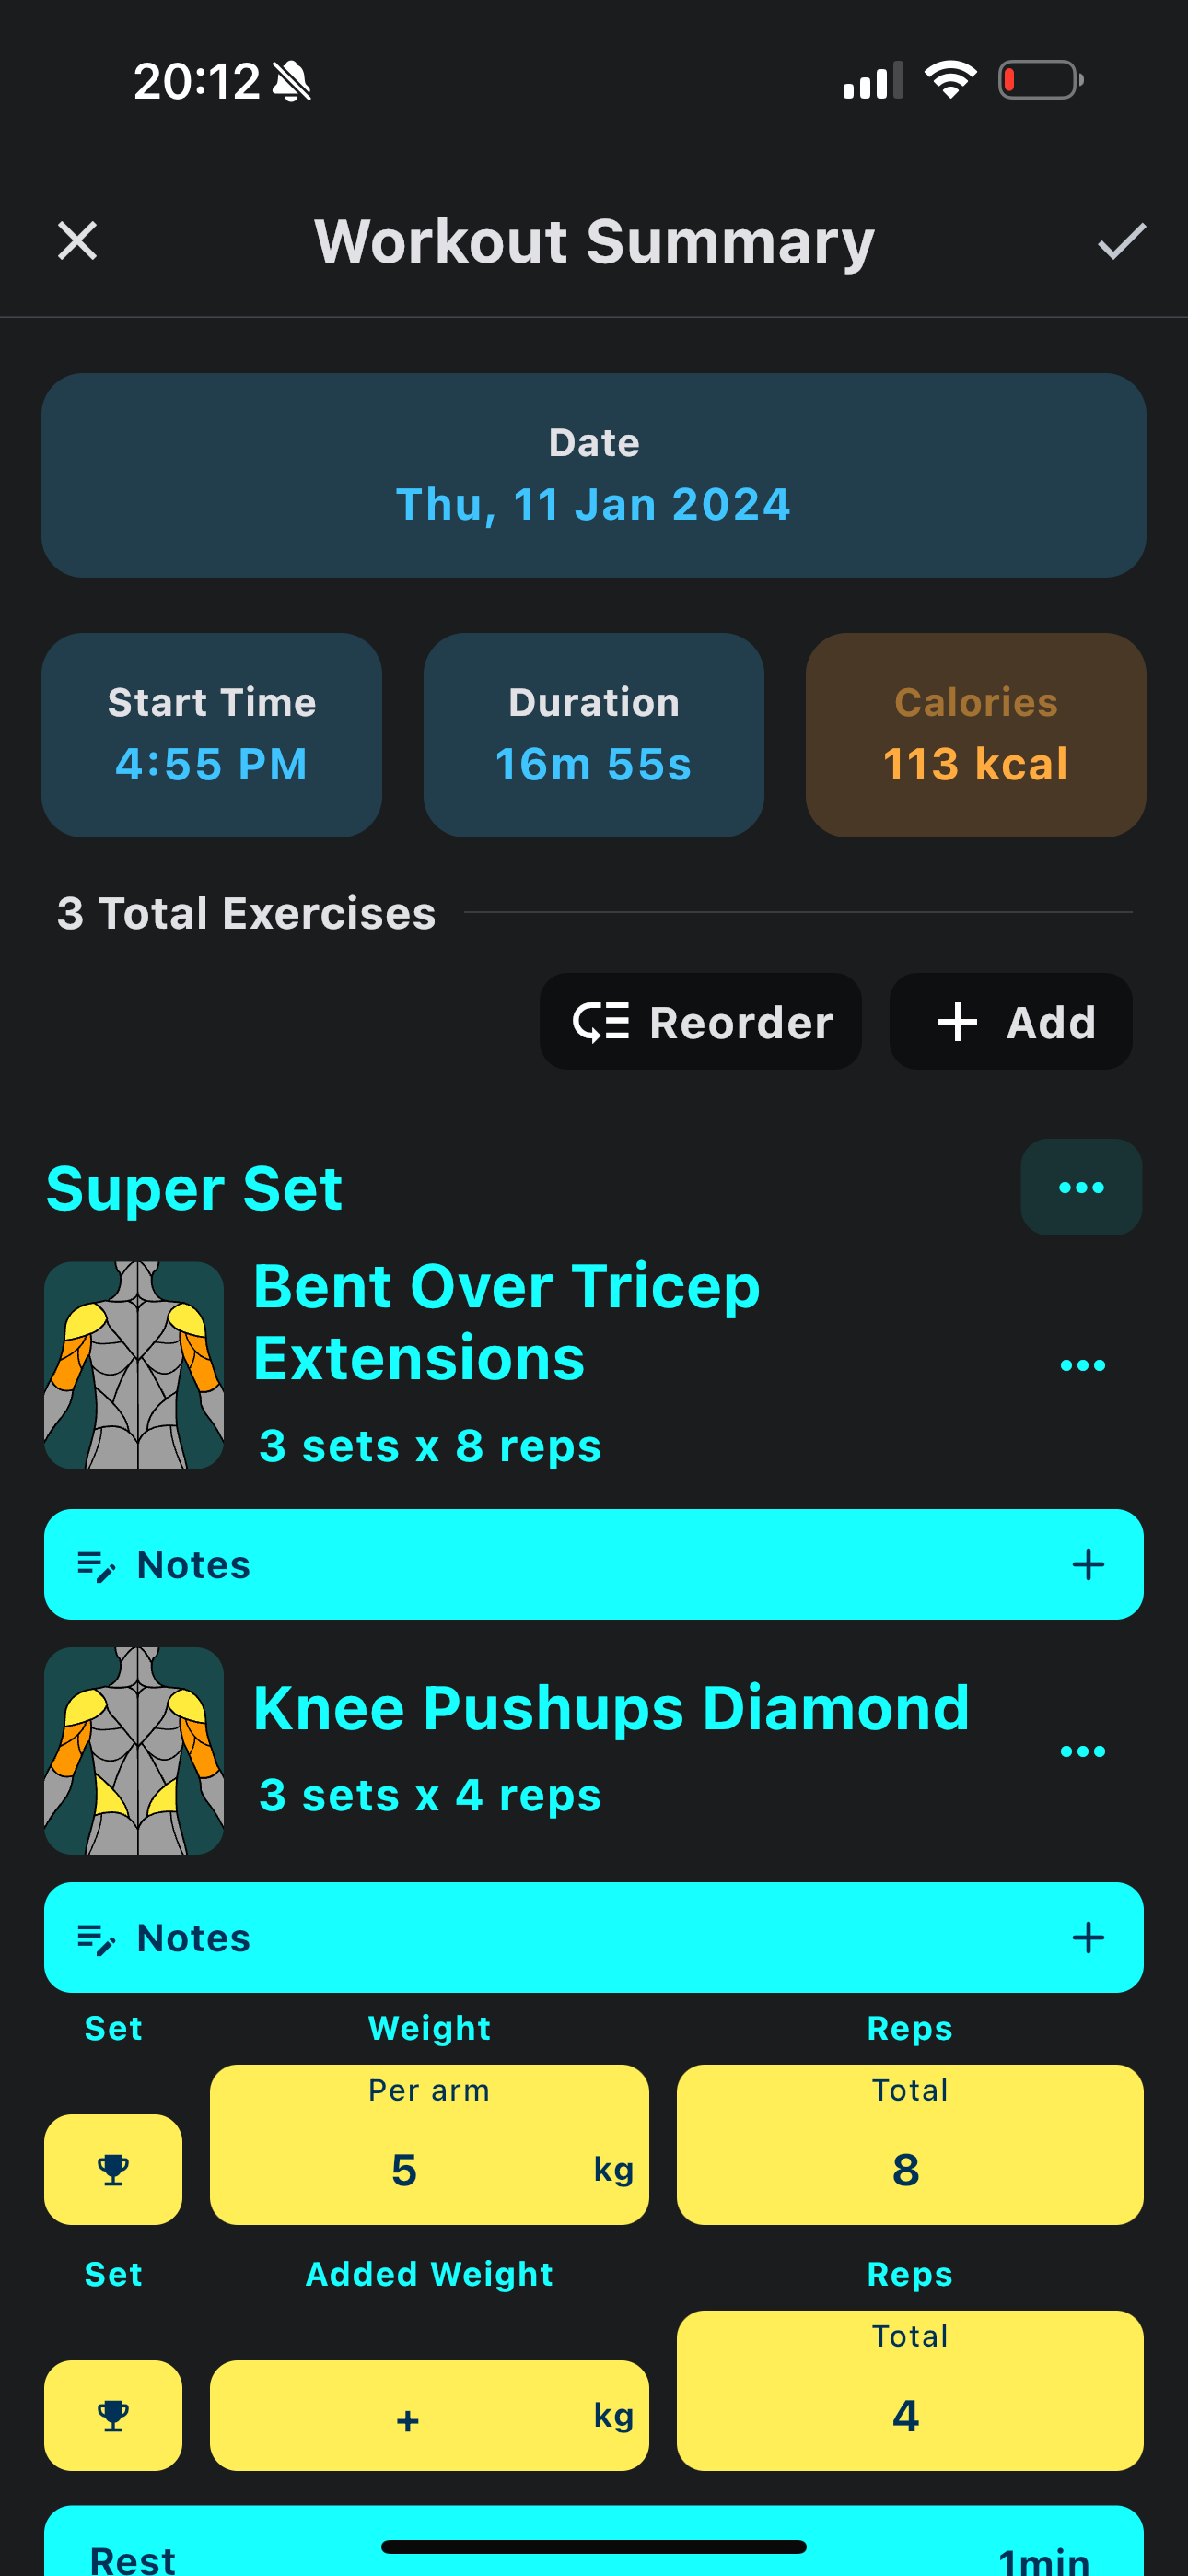 20:12
Workout Summary
Date
Thu, 11 Jan 2024
Start Time
4:55 PM
Duration
16m 55s
Calories
113 kcal
3 Total Exercises
Reorder
+ Add
Super Set
Bent Over Tricep
Extensions
3 sets x 8 reps
Notes +
Knee Pushups Diamond
3 sets x 4 reps
Notes +
Set Weight Reps
Per arm Total
5 kg 8
Set Added Weight Reps
Total
+ kg 4
Rest 1min